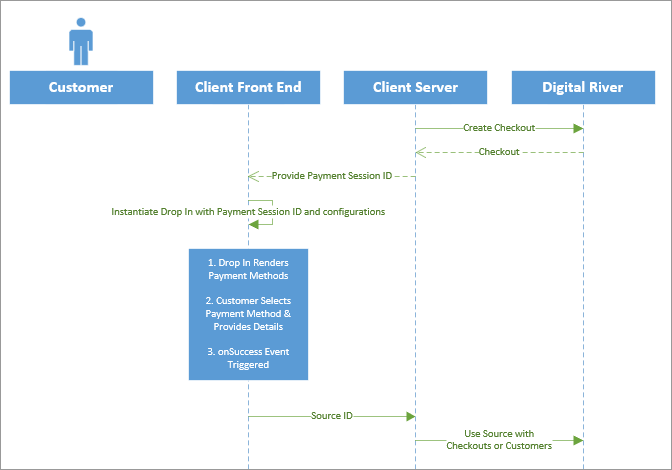 Customer
Client Front End
Client Server
Digital River
Create Checkout
Checkout
Provide Payment Session ID
Instantiate Drop In with Payment Session ID and configurations
1. Drop In Renders
Payment Methods
2. Customer Selects
Payment Method &
Provides Details
3. onSuccess Event
Triggered
Source ID
Use Source with
Checkouts or Customers